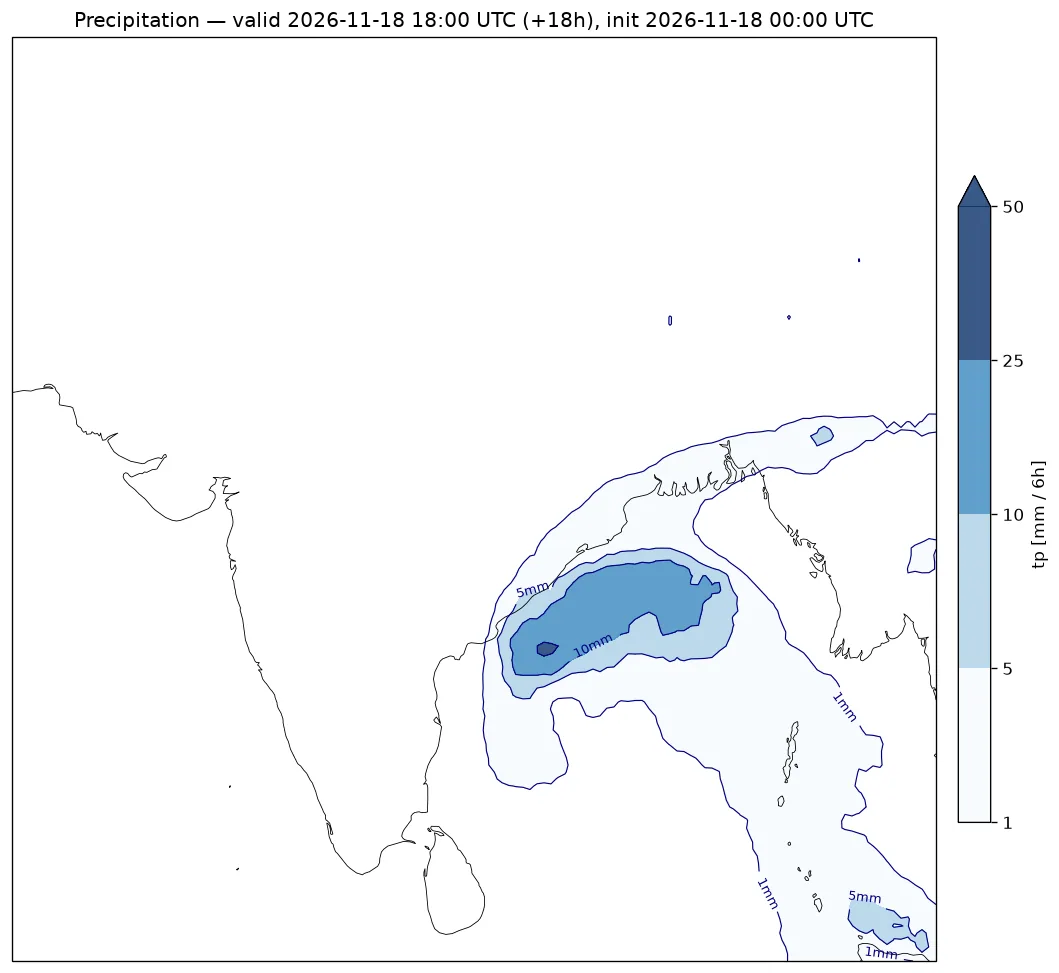 Precipitation — valid 2026-11-18 18:00 UTC (+18h), init 2026-11-18 00:00 UTC
50
25
10
5
1
tp [mm / 6h]
5mm
10mm
1mm
1mm
5mm
1mm